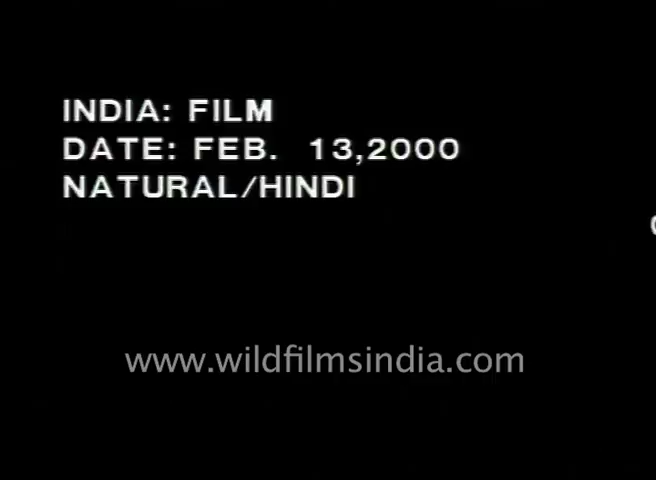 INDIA: FILM
DATE: FEB. 13,2000
NATURAL/HINDI
www.wildfilmsindia.com